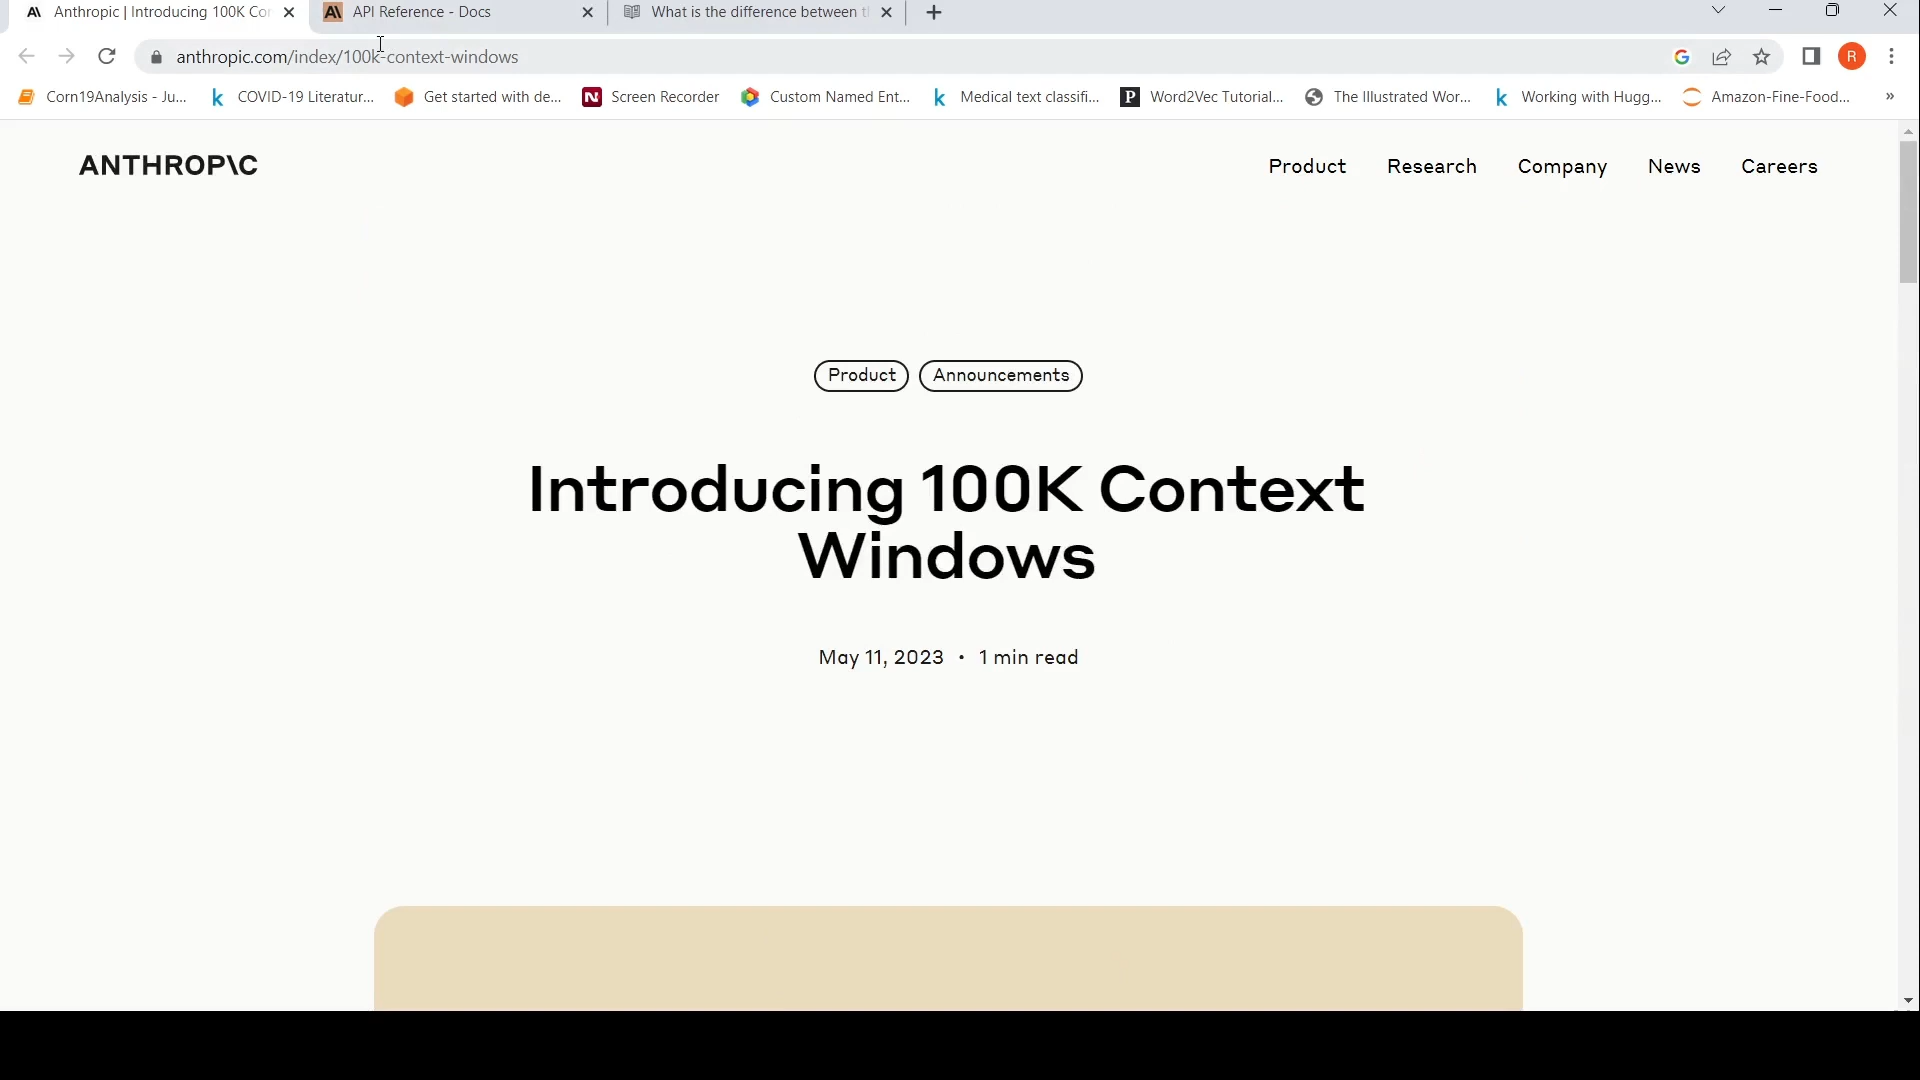 Anthropic | Introducing 100K Co
API Reference - Docs
What is the difference between t
anthropic.com/index/100k-context-windows
R
Corn19Analysis - Ju...
COVID-19 Literatur...
Get started with de...
Screen Recorder
Custom Named Ent...
Medical text classifi...
Word2Vec Tutorial...
The Illustrated Wor...
Working with Hugg...
Amazon-Fine-Food...
»
ANTHROP\C
Product
Research
Company
News
Careers
Product
Announcements
Introducing 100K Context
Windows
May 11, 2023 • 1 min read